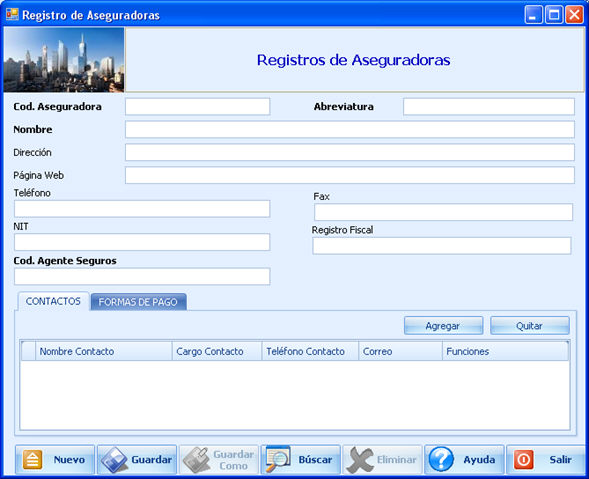 Registro de Aseguradoras
Registros de Aseguradoras
Cod. Aseguradora
Abreviatura
Nombre
Dirección
Página Web
Teléfono
Fax
NIT
Registro Fiscal
Cod. Agente Seguros
CONTACTOS FORMAS DE PAGO
Agregar Quitar
Nombre Contacto Cargo Contacto Teléfono Contacto Correo Funciones
Nuevo
Guardar
Guardar
Como
Búscar
Eliminar
Ayuda
Salir